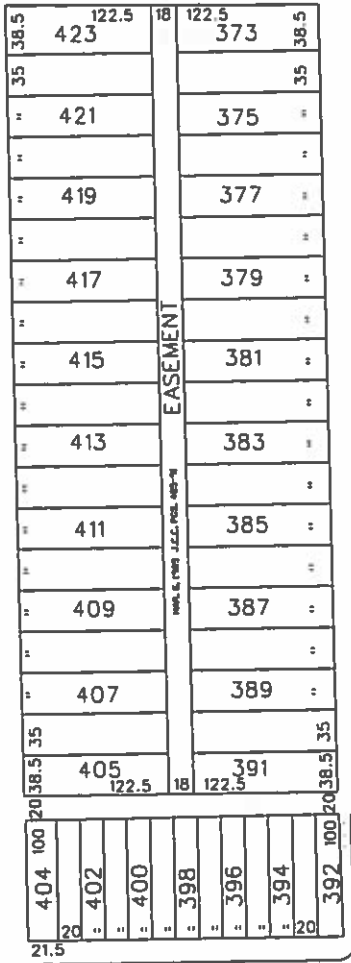 122.5 18 122.5
38.5 423 373 38.5
35 35
" 421 375 "
" "
" 419 377 "
" "
" 417 379 "
" "
" 415 381 "
" "
" 413 383 "
" "
" 411 385 "
" "
" 409 387 "
" "
" 407 389 "
35 35
38.5 405 391 38.5
122.5 18 122.5
EASEMENT
J.C.C. PGS.
20 20
100 100
404 402 400 398 396 394 392
20 " " " " " " " " 20
21.5